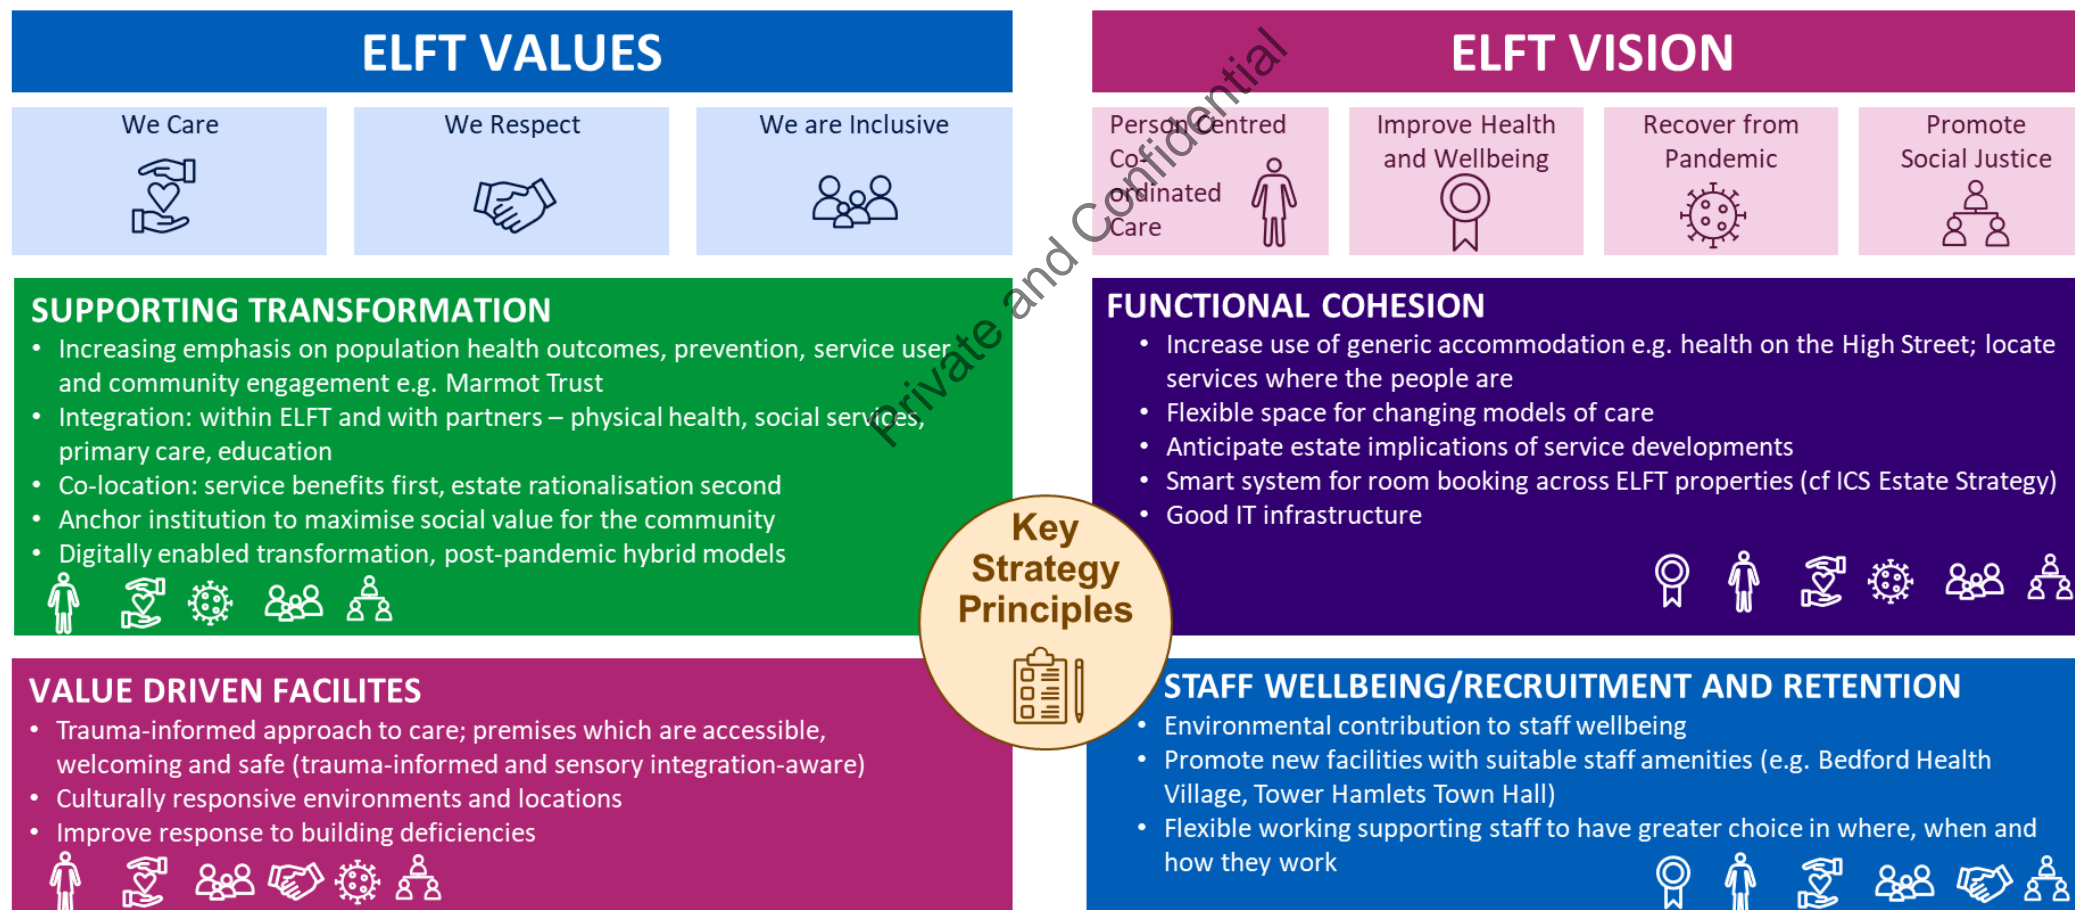 ELFT VALUES
We Care
We Respect
We are Inclusive
ELFT VISION
Person Centred
Co-
ordinated
Care
Improve Health
and Wellbeing
Recover from
Pandemic
Promote
Social Justice
SUPPORTING TRANSFORMATION
• Increasing emphasis on population health outcomes, prevention, service user
and community engagement e.g. Marmot Trust
• Integration: within ELFT and with partners – physical health, social services,
primary care, education
• Co-location: service benefits first, estate rationalisation second
• Anchor institution to maximise social value for the community
• Digitally enabled transformation, post-pandemic hybrid models
FUNCTIONAL COHESION
• Increase use of generic accommodation e.g. health on the High Street; locate
services where the people are
• Flexible space for changing models of care
• Anticipate estate implications of service developments
• Smart system for room booking across ELFT properties (cf ICS Estate Strategy)
• Good IT infrastructure
Key
Strategy
Principles
VALUE DRIVEN FACILITES
• Trauma-informed approach to care; premises which are accessible,
welcoming and safe (trauma-informed and sensory integration-aware)
• Culturally responsive environments and locations
• Improve response to building deficiencies
STAFF WELLBEING/RECRUITMENT AND RETENTION
• Environmental contribution to staff wellbeing
• Promote new facilities with suitable staff amenities (e.g. Bedford Health
Village, Tower Hamlets Town Hall)
• Flexible working supporting staff to have greater choice in where, when and
how they work
Private and Confidential